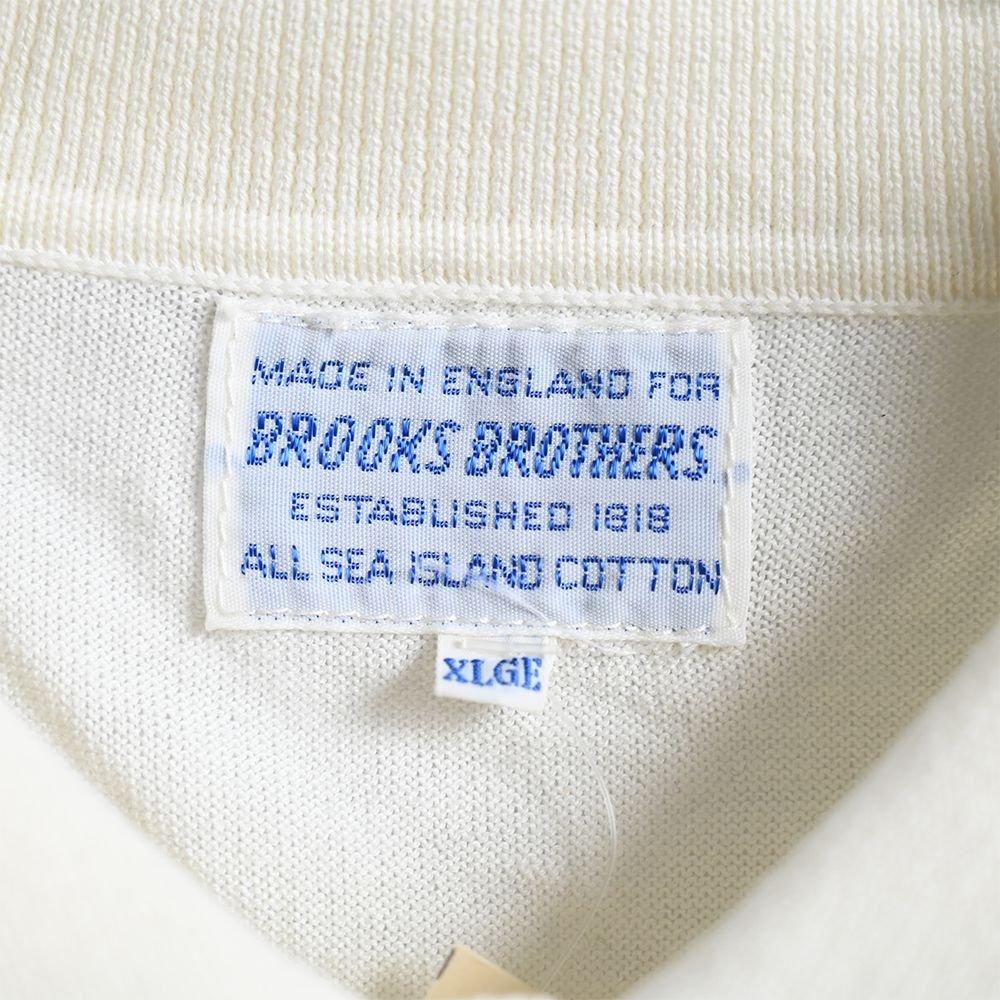 MADE IN ENGLAND FOR
BROOKS BROTHERS
ESTABLISHED 1818
ALL SEA ISLAND COTTON
XLGE